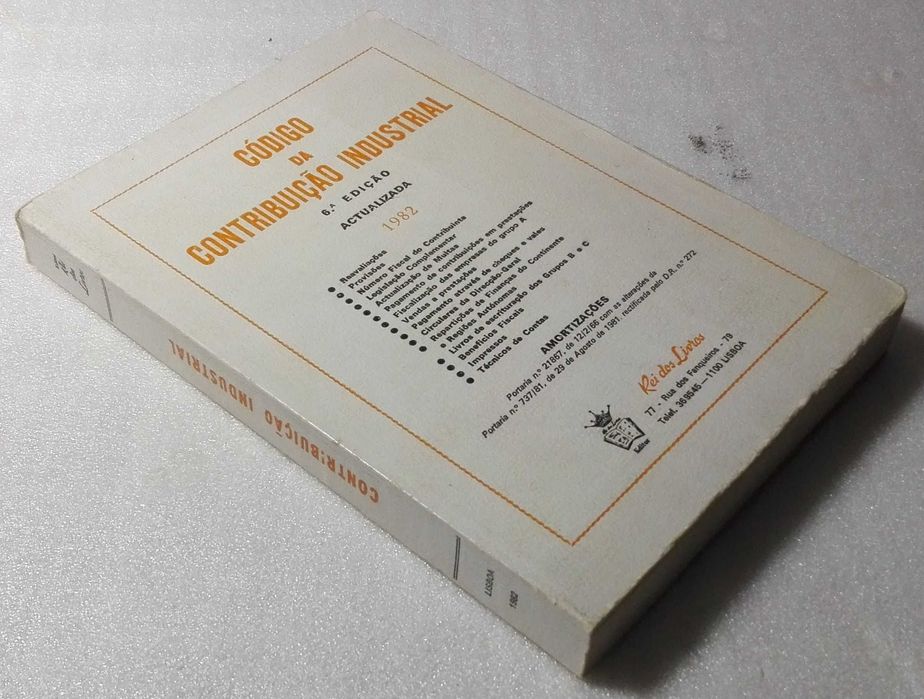 CÓDIGO
DA
CONTRIBUIÇÃO INDUSTRIAL
6.ª EDIÇÃO
ACTUALIZADA
1982
● Reavaliações
● Provisões
● Número Fiscal do Contribuinte
● Legislação Complementar
● Actualização de Multas
● Pagamento de contribuições em prestações
● Fiscalização das empresas do grupo A
● Vendas a prestações
● Pagamento através de cheques e vales
● Circulares da Direcção-Geral
● Repartições de Finanças do Continente
● Regiões Autónomas
● Livros de escrituração dos Grupos B e C
● Benefícios Fiscais
● Impressos
● Técnicos de Contas
AMORTIZAÇÕES
Portaria n.º 21867, de 12/2/66 com as alterações da
Portaria n.º 737/81, de 29 de Agosto de 1981, rectificada pelo D.R. n.º 272
Rei dos Livros
77 - Rua dos Fanqueiros - 79
Telef. 369545 — 1100 LISBOA
Editor
CONTRIBUIÇÃO INDUSTRIAL
LISBOA
1982